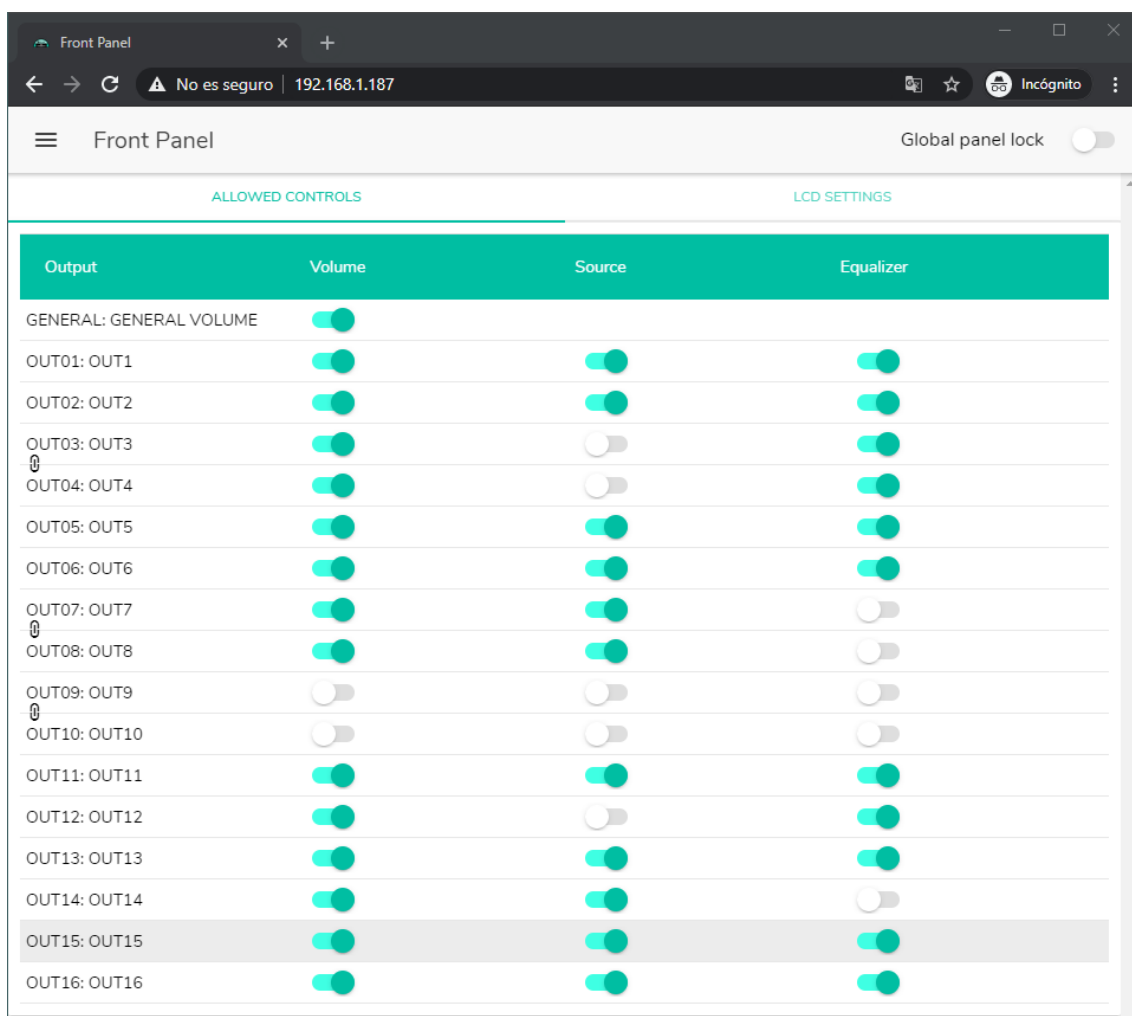 Front Panel
No es seguro | 192.168.1.187
Incógnito
Front Panel
Global panel lock
ALLOWED CONTROLS
LCD SETTINGS
Output Volume Source Equalizer
GENERAL: GENERAL VOLUME
OUT01: OUT1
OUT02: OUT2
OUT03: OUT3
OUT04: OUT4
OUT05: OUT5
OUT06: OUT6
OUT07: OUT7
OUT08: OUT8
OUT09: OUT9
OUT10: OUT10
OUT11: OUT11
OUT12: OUT12
OUT13: OUT13
OUT14: OUT14
OUT15: OUT15
OUT16: OUT16